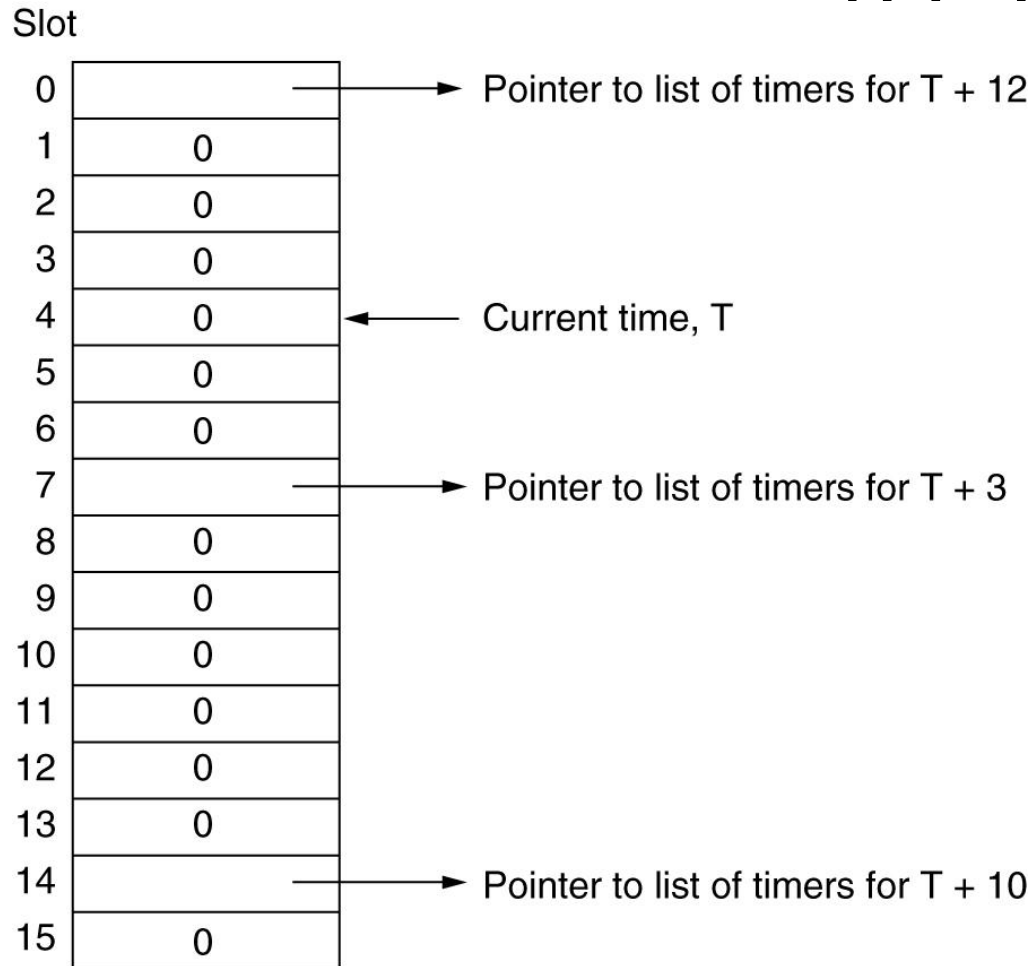 Slot
0 Pointer to list of timers for T + 12
1 0
2 0
3 0
4 0 Current time, T
5 0
6 0
7 Pointer to list of timers for T + 3
8 0
9 0
10 0
11 0
12 0
13 0
14 Pointer to list of timers for T + 10
15 0